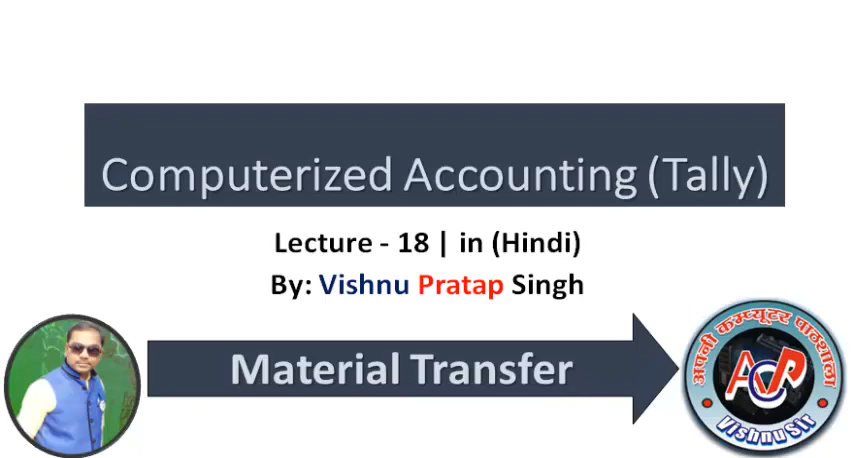 Computerized Accounting (Tally)
Lecture - 18 | in (Hindi)
By: Vishnu Pratap Singh
Material Transfer
अपनी कम्प्यूटर पाठशाला
ACP
Vishnu Sir